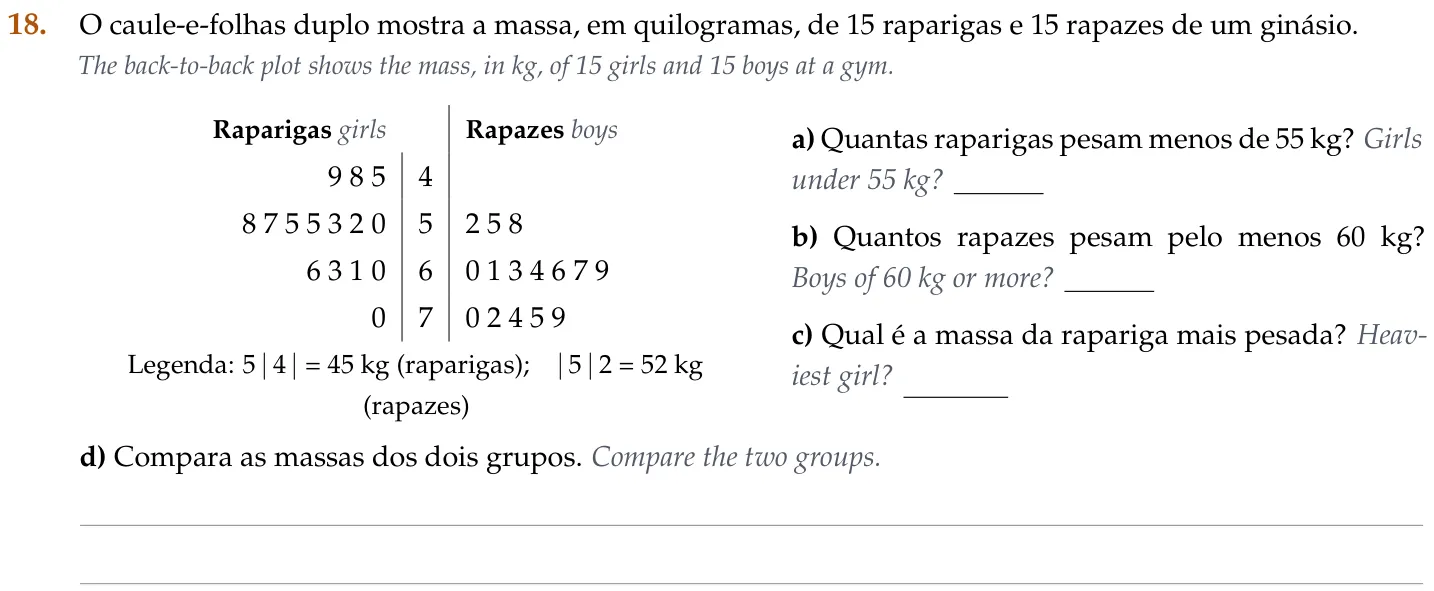 18. O caule-e-folhas duplo mostra a massa, em quilogramas, de 15 raparigas e 15 rapazes de um ginásio.
The back-to-back plot shows the mass, in kg, of 15 girls and 15 boys at a gym.
Raparigas girls Rapazes boys
9 8 5 | 4 |
8 7 5 5 3 2 0 | 5 | 2 5 8
6 3 1 0 | 6 | 0 1 3 4 6 7 9
0 | 7 | 0 2 4 5 9
Legenda: 5 | 4 | = 45 kg (raparigas); | 5 | 2 = 52 kg
(rapazes)
a) Quantas raparigas pesam menos de 55 kg? Girls
under 55 kg? ______
b) Quantos rapazes pesam pelo menos 60 kg?
Boys of 60 kg or more? ______
c) Qual é a massa da rapariga mais pesada? Heav-
iest girl? ______
d) Compara as massas dos dois grupos. Compare the two groups.